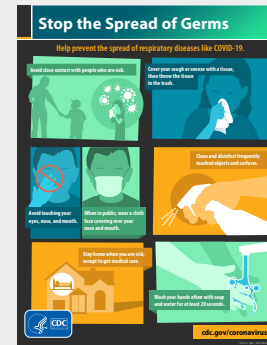 Stop the Spread of Germs
Help prevent the spread of respiratory diseases like COVID-19.
Avoid close contact with people who are sick.
Cover your cough or sneeze with a tissue,
then throw the tissue
in the trash.
Avoid touching your
eyes, nose, and mouth.
When in public, wear a cloth
face covering over your
nose and mouth.
Clean and disinfect frequently
touched objects and surfaces.
Stay home when you are sick,
except to get medical care.
Wash your hands often with soap
and water for at least 20 seconds.
CDC
cdc.gov/coronavirus